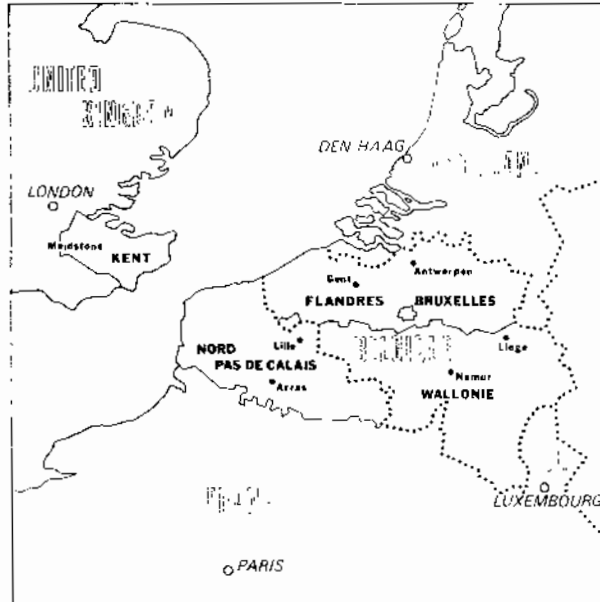 UNITED
DEN HAAG
LONDON
Maidstone
KENT
Gent
Antwerpen
FLANDRES
BRUXELLES
NORD
Lille
PAS DE CALAIS
Liege
Arras
Namur
WALLONIE
LUXEMBOURG
PARIS